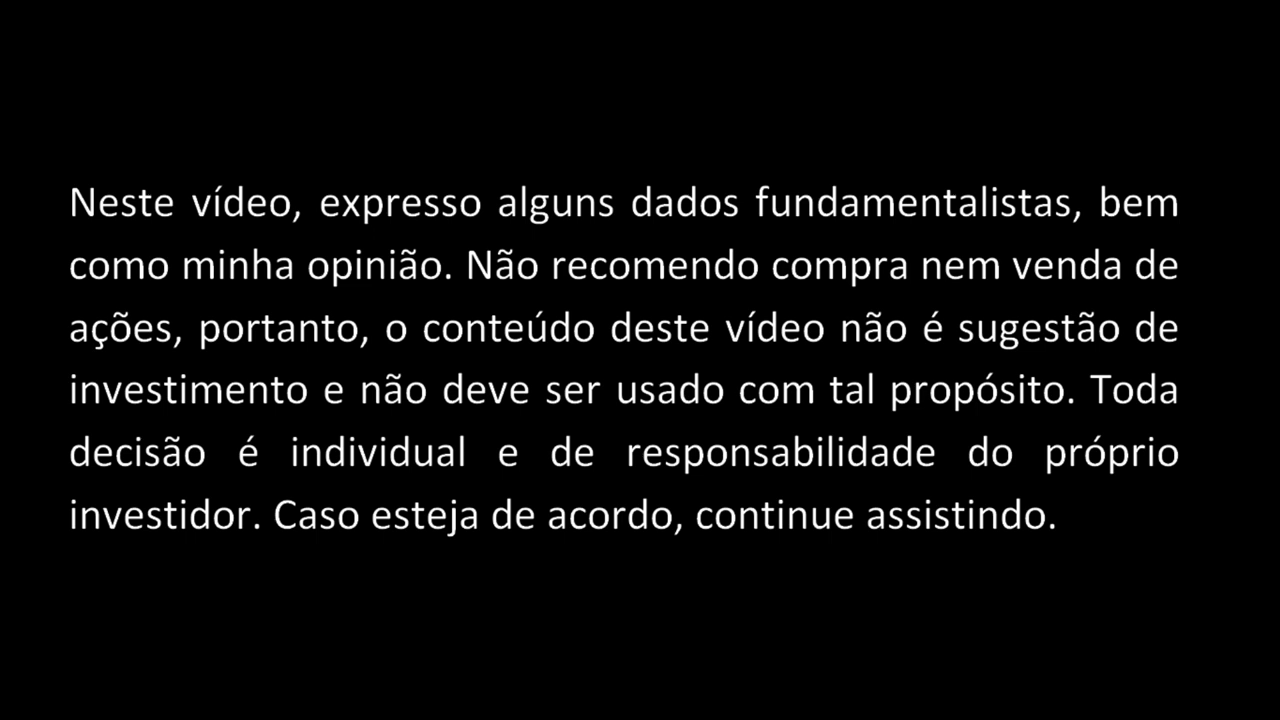 Neste vídeo, expresso alguns dados fundamentalistas, bem
como minha opinião. Não recomendo compra nem venda de
ações, portanto, o conteúdo deste vídeo não é sugestão de
investimento e não deve ser usado com tal propósito. Toda
decisão é individual e de responsabilidade do próprio
investidor. Caso esteja de acordo, continue assistindo.